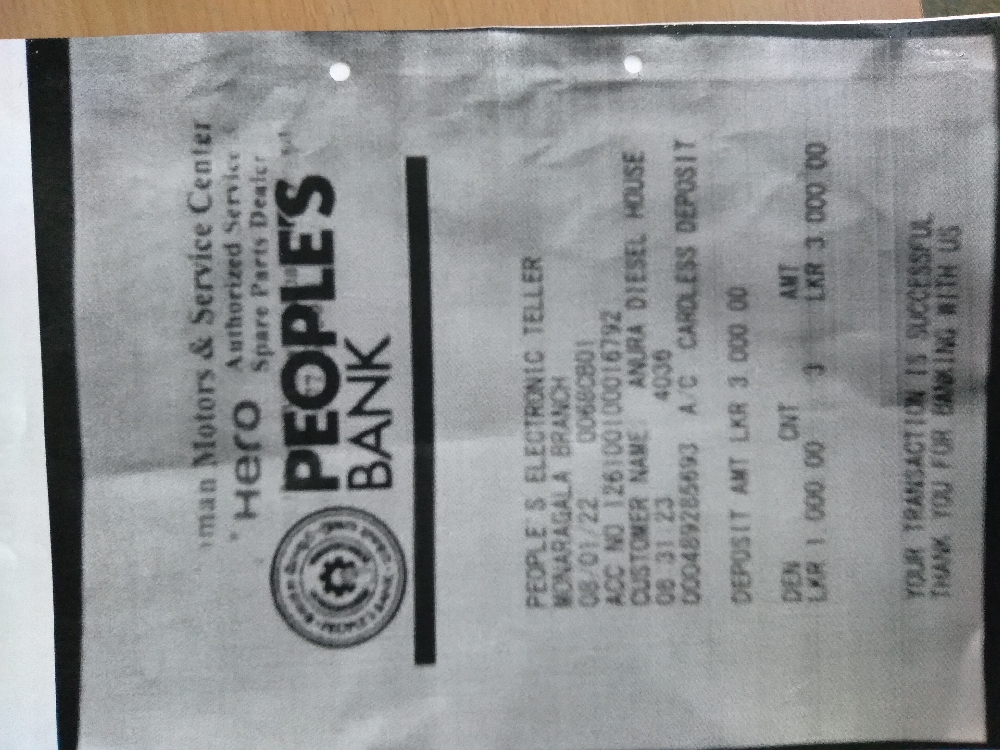 man Motors & Service Center
Hero Authorized Service
Spare Parts Dealer
PEOPLE'S
BANK
PEOPLE'S ELECTRONIC TELLER
MONARAGALA BRANCH
08/01/22 0068CB01
ACC NO 126100100016792
CUSTOMER NAME ANURA DIESEL HOUSE
08 31 23 4036
000489285693 A/C CARDLESS DEPOSIT
DEPOSIT AMT LKR 3 000 00
DEN CNT AMT
LKR 1 000 00 3 LKR 3 000 00
YOUR TRANSACTION IS SUCCESSFUL
THANK YOU FOR BANKING WITH US